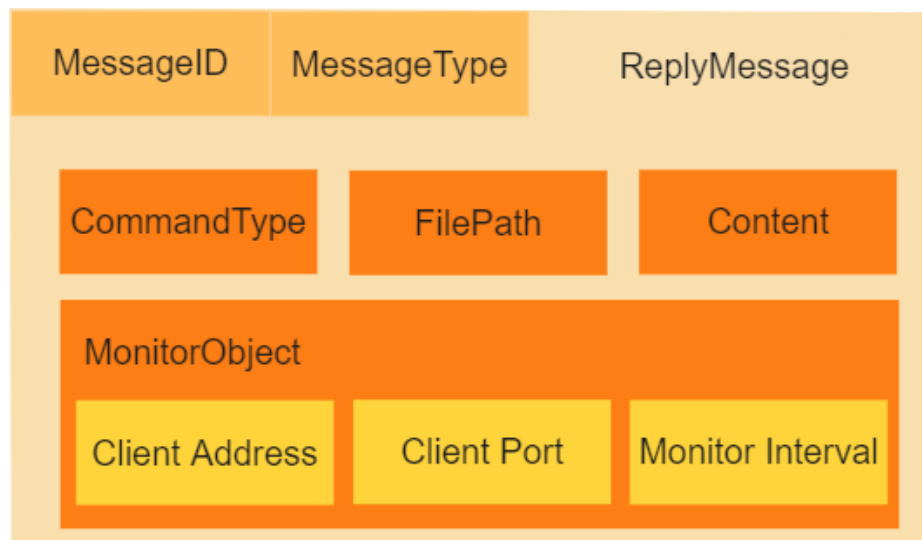 MessageID
MessageType
ReplyMessage
CommandType
FilePath
Content
MonitorObject
Client Address
Client Port
Monitor Interval